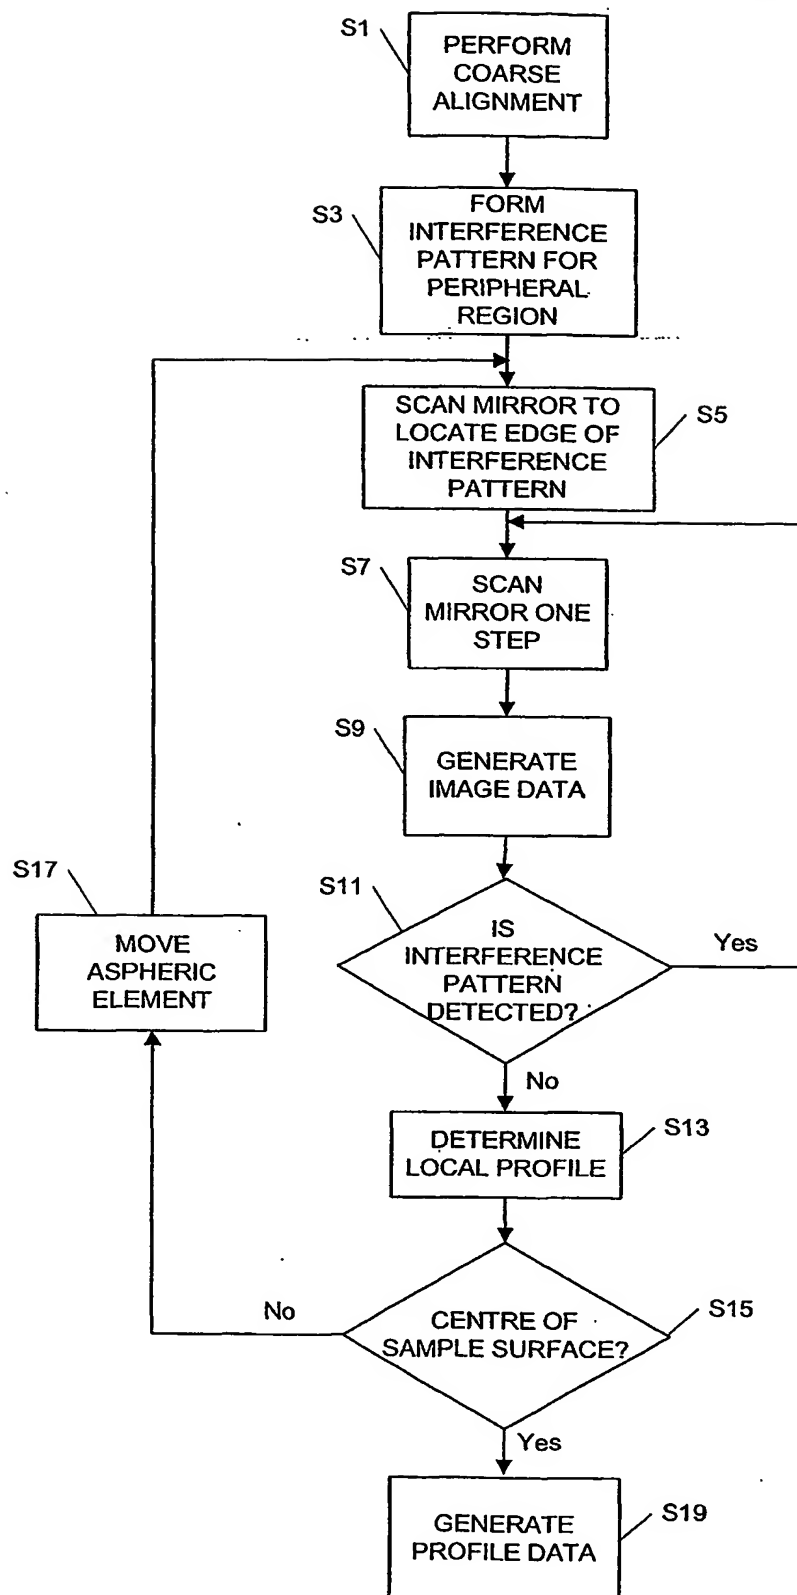 S1
PERFORM
COARSE
ALIGNMENT
S3
FORM
INTERFERENCE
PATTERN FOR
PERIPHERAL
REGION
SCAN MIRROR TO
LOCATE EDGE OF
INTERFERENCE
PATTERN
S5
S7
SCAN
MIRROR ONE
STEP
S9
GENERATE
IMAGE DATA
S11
IS
INTERFERENCE
PATTERN
DETECTED?
Yes
No
S17
MOVE
ASPHERIC
ELEMENT
DETERMINE
LOCAL PROFILE
S13
CENTRE OF
SAMPLE SURFACE?
S15
No
Yes
GENERATE
PROFILE DATA
S19